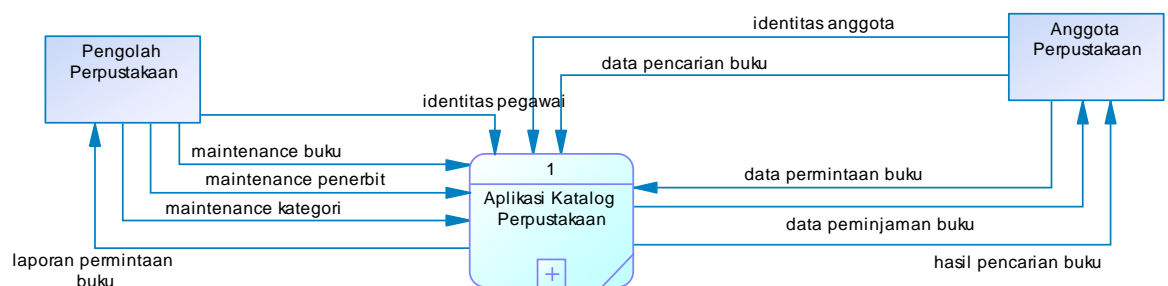 identitas anggota
Pengolah
Perpustakaan
Anggota
Perpustakaan
data pencarian buku
identitas pegawai
maintenance buku
1
maintenance penerbit
data permintaan buku
Aplikasi Katalog
Perpustakaan
maintenance kategori
data peminjaman buku
laporan permintaan
buku
hasil pencarian buku